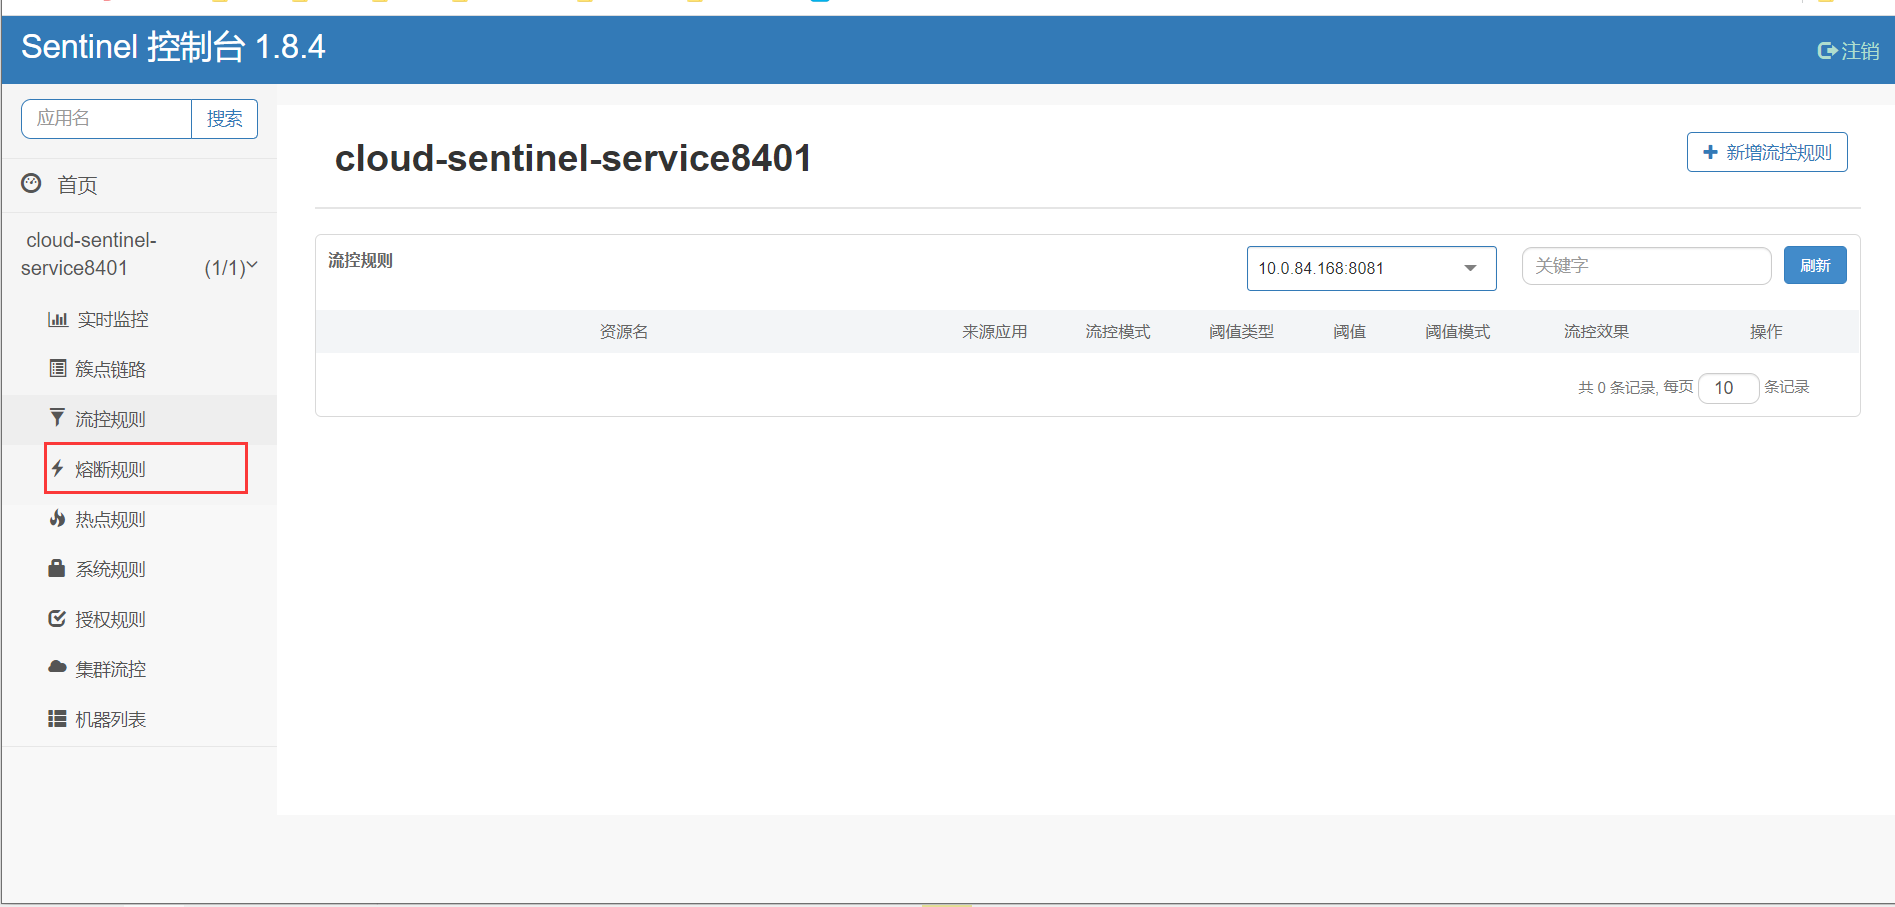 Sentinel 控制台 1.8.4
注销
应用名
搜索
首页
cloud-sentinel-
service8401
(1/1)
实时监控
簇点链路
流控规则
熔断规则
热点规则
系统规则
授权规则
集群流控
机器列表
cloud-sentinel-service8401
新增流控规则
流控规则
10.0.84.168:8081
关键字
刷新
资源名 来源应用 流控模式 阈值类型 阈值 阈值模式 流控效果 操作
共 0 条记录, 每页 10 条记录